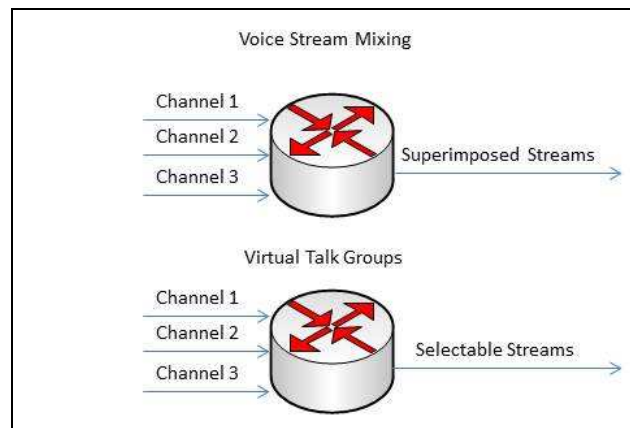 Voice Stream Mixing
Channel 1
Channel 2
Channel 3
Superimposed Streams
Virtual Talk Groups
Channel 1
Channel 2
Channel 3
Selectable Streams